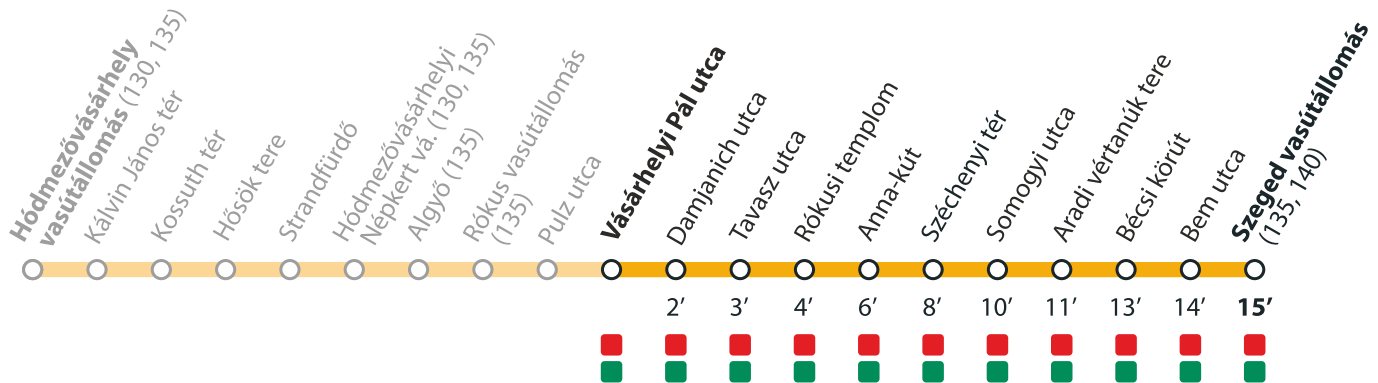 Hódmezővásárhely
vasútállomás (130, 135)
Kálvin János tér
Kossuth tér
Hősök tere
Strandfürdő
Hódmezővásárhelyi
Népkert vá. (130, 135)
Algyő (135)
Rókus vasútállomás
(135)
Pulz utca
Vásárhelyi Pál utca
Damjanich utca
Tavasz utca
Rókusi templom
Anna-kút
Széchenyi tér
Somogyi utca
Aradi vértanúk tere
Bécsi körút
Bem utca
Szeged vasútállomás
(135, 140)
2’ 3’ 4’ 6’ 8’ 10’ 11’ 13’ 14’ 15’